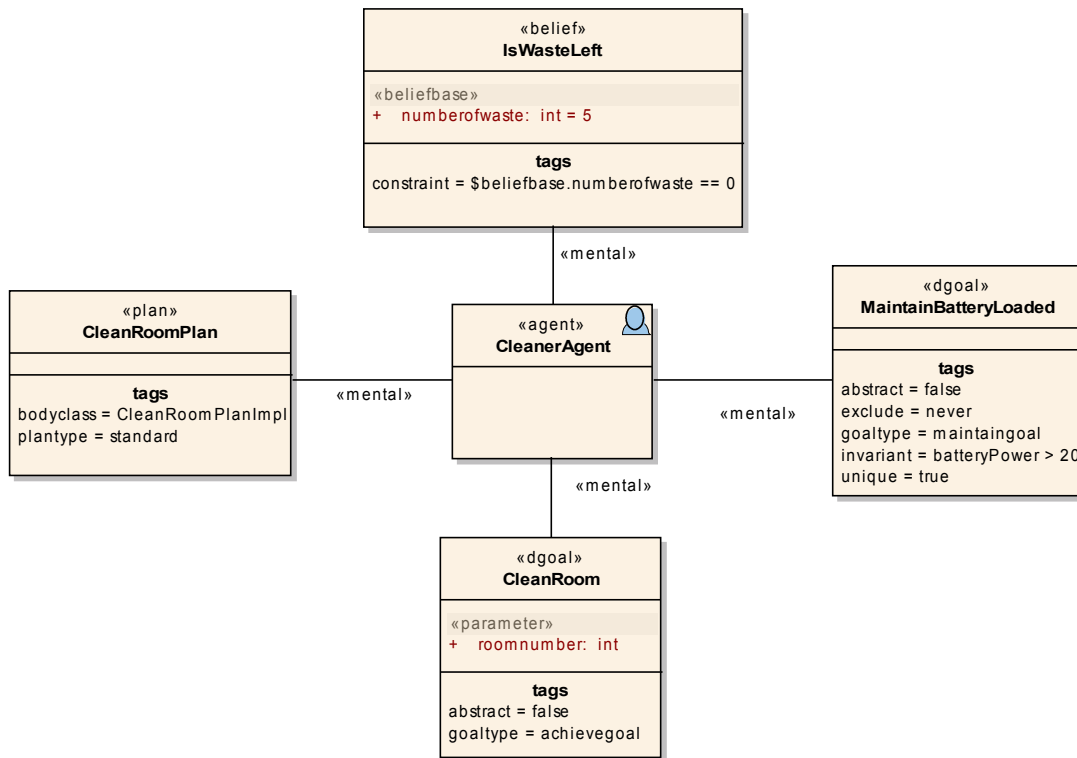 «belief»
IsWasteLeft
«beliefbase»
+ numberofwaste: int = 5
tags
constraint = $beliefbase.numberofwaste == 0
«mental»
«plan»
CleanRoomPlan
tags
bodyclass = CleanRoomPlanImpl
plantype = standard
«mental»
«agent»
CleanerAgent
«mental»
«dgoal»
MaintainBatteryLoaded
tags
abstract = false
exclude = never
goaltype = maintaingoal
invariant = batteryPower > 20
unique = true
«mental»
«dgoal»
CleanRoom
«parameter»
+ roomnumber: int
tags
abstract = false
goaltype = achievegoal